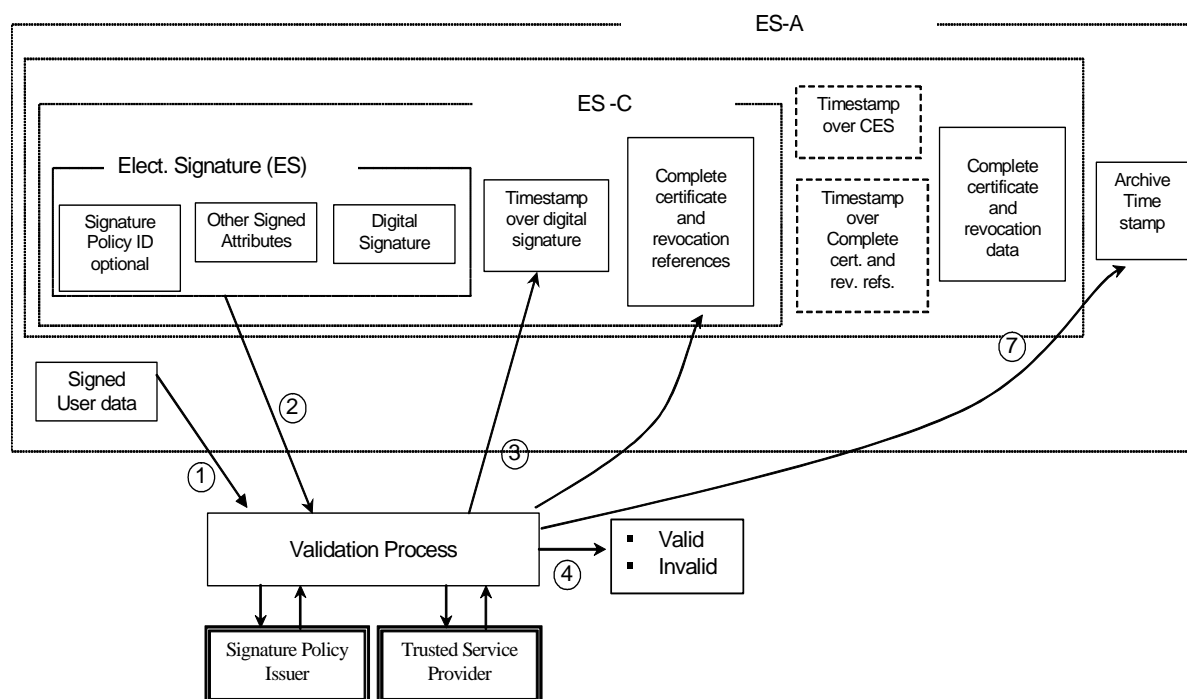 ES-A
ES -C
Timestamp
over CES
Elect. Signature (ES)
Signature
Policy ID
optional
Other Signed
Attributes
Digital
Signature
Timestamp
over digital
signature
Complete
certificate
and
revocation
references
Timestamp
over
Complete
cert. and
rev. refs.
Complete
certificate
and
revocation
data
Archive
Time
stamp
Signed
User data
1
2
3
7
Validation Process
4
▪ Valid
▪ Invalid
Signature Policy
Issuer
Trusted Service
Provider